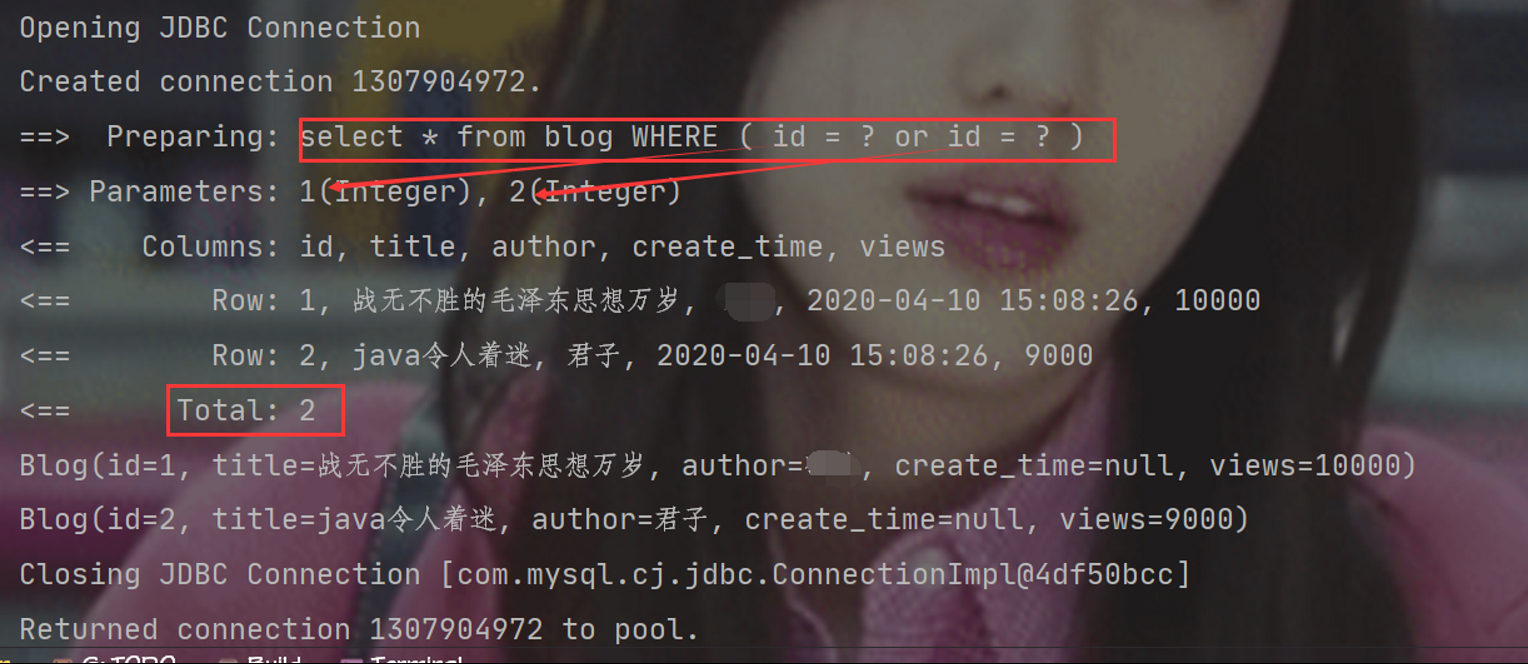 Opening JDBC Connection
Created connection 1307904972.
==>  Preparing: select * from blog WHERE ( id = ? or id = ? )
==> Parameters: 1(Integer), 2(Integer)
<==    Columns: id, title, author, create_time, views
<==        Row: 1, 战无不胜的毛泽东思想万岁, , 2020-04-10 15:08:26, 10000
<==        Row: 2, java令人着迷, 君子, 2020-04-10 15:08:26, 9000
<==      Total: 2
Blog(id=1, title=战无不胜的毛泽东思想万岁, author=, create_time=null, views=10000)
Blog(id=2, title=java令人着迷, author=君子, create_time=null, views=9000)
Closing JDBC Connection [com.mysql.cj.jdbc.ConnectionImpl@4df50bcc]
Returned connection 1307904972 to pool.
6: TODO Build Terminal